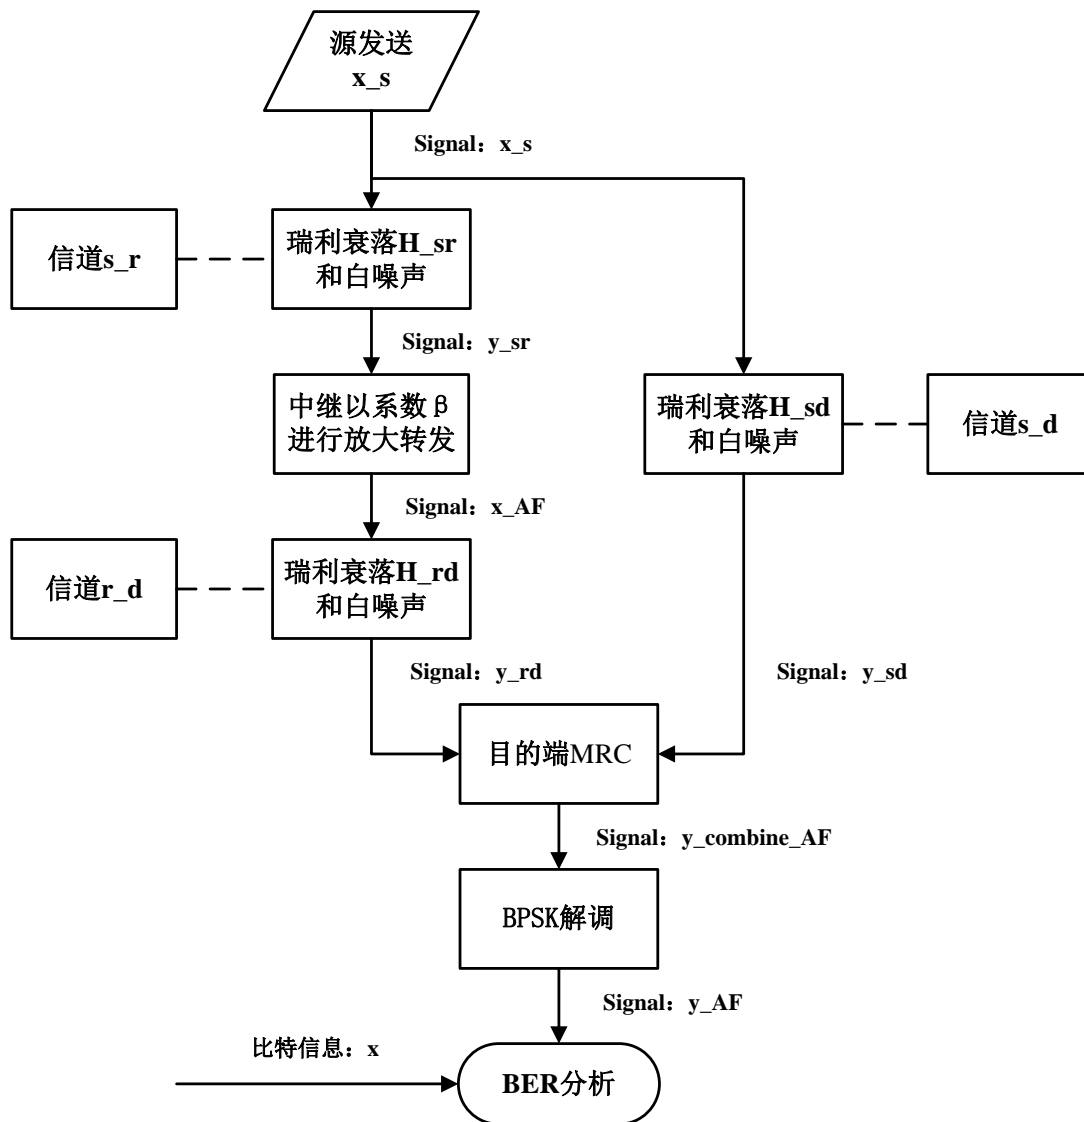 源发送
x_s
Signal：x_s
信道s_r
瑞利衰落H_sr
和白噪声
Signal：y_sr
中继以系数β
进行放大转发
瑞利衰落H_sd
和白噪声
信道s_d
Signal：x_AF
信道r_d
瑞利衰落H_rd
和白噪声
Signal：y_rd
Signal：y_sd
目的端MRC
Signal：y_combine_AF
BPSK解调
Signal：y_AF
比特信息：x
BER分析